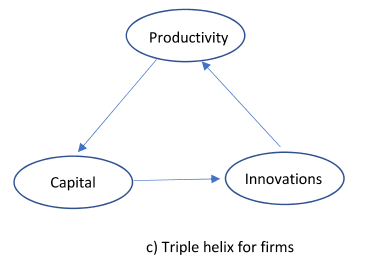 Productivity
Capital
Innovations
c) Triple helix for firms